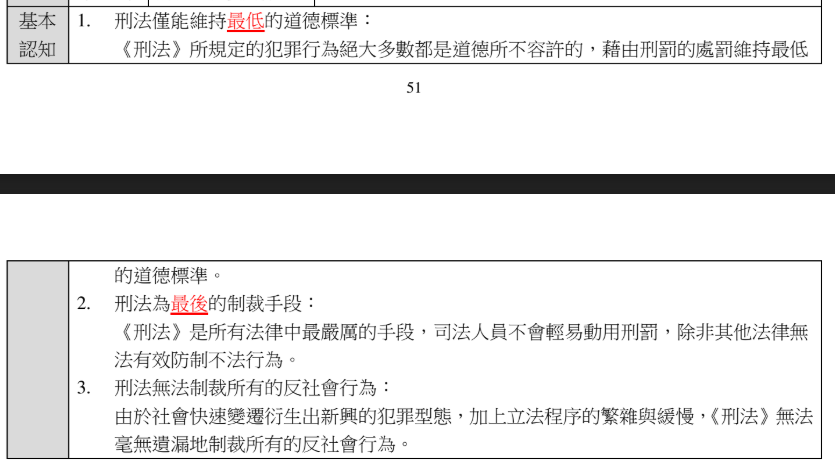 基本 1. 刑法僅能維持最低的道德標準：
認知 《刑法》所規定的犯罪行為絕大多數都是道德所不容許的，藉由刑罰的處罰維持最低
51
的道德標準。
2. 刑法為最後的制裁手段：
《刑法》是所有法律中最嚴厲的手段，司法人員不會輕易動用刑罰，除非其他法律無
法有效防制不法行為。
3. 刑法無法制裁所有的反社會行為：
由於社會快速變遷衍生出新興的犯罪型態，加上立法程序的繁雜與緩慢，《刑法》無法
毫無遺漏地制裁所有的反社會行為。